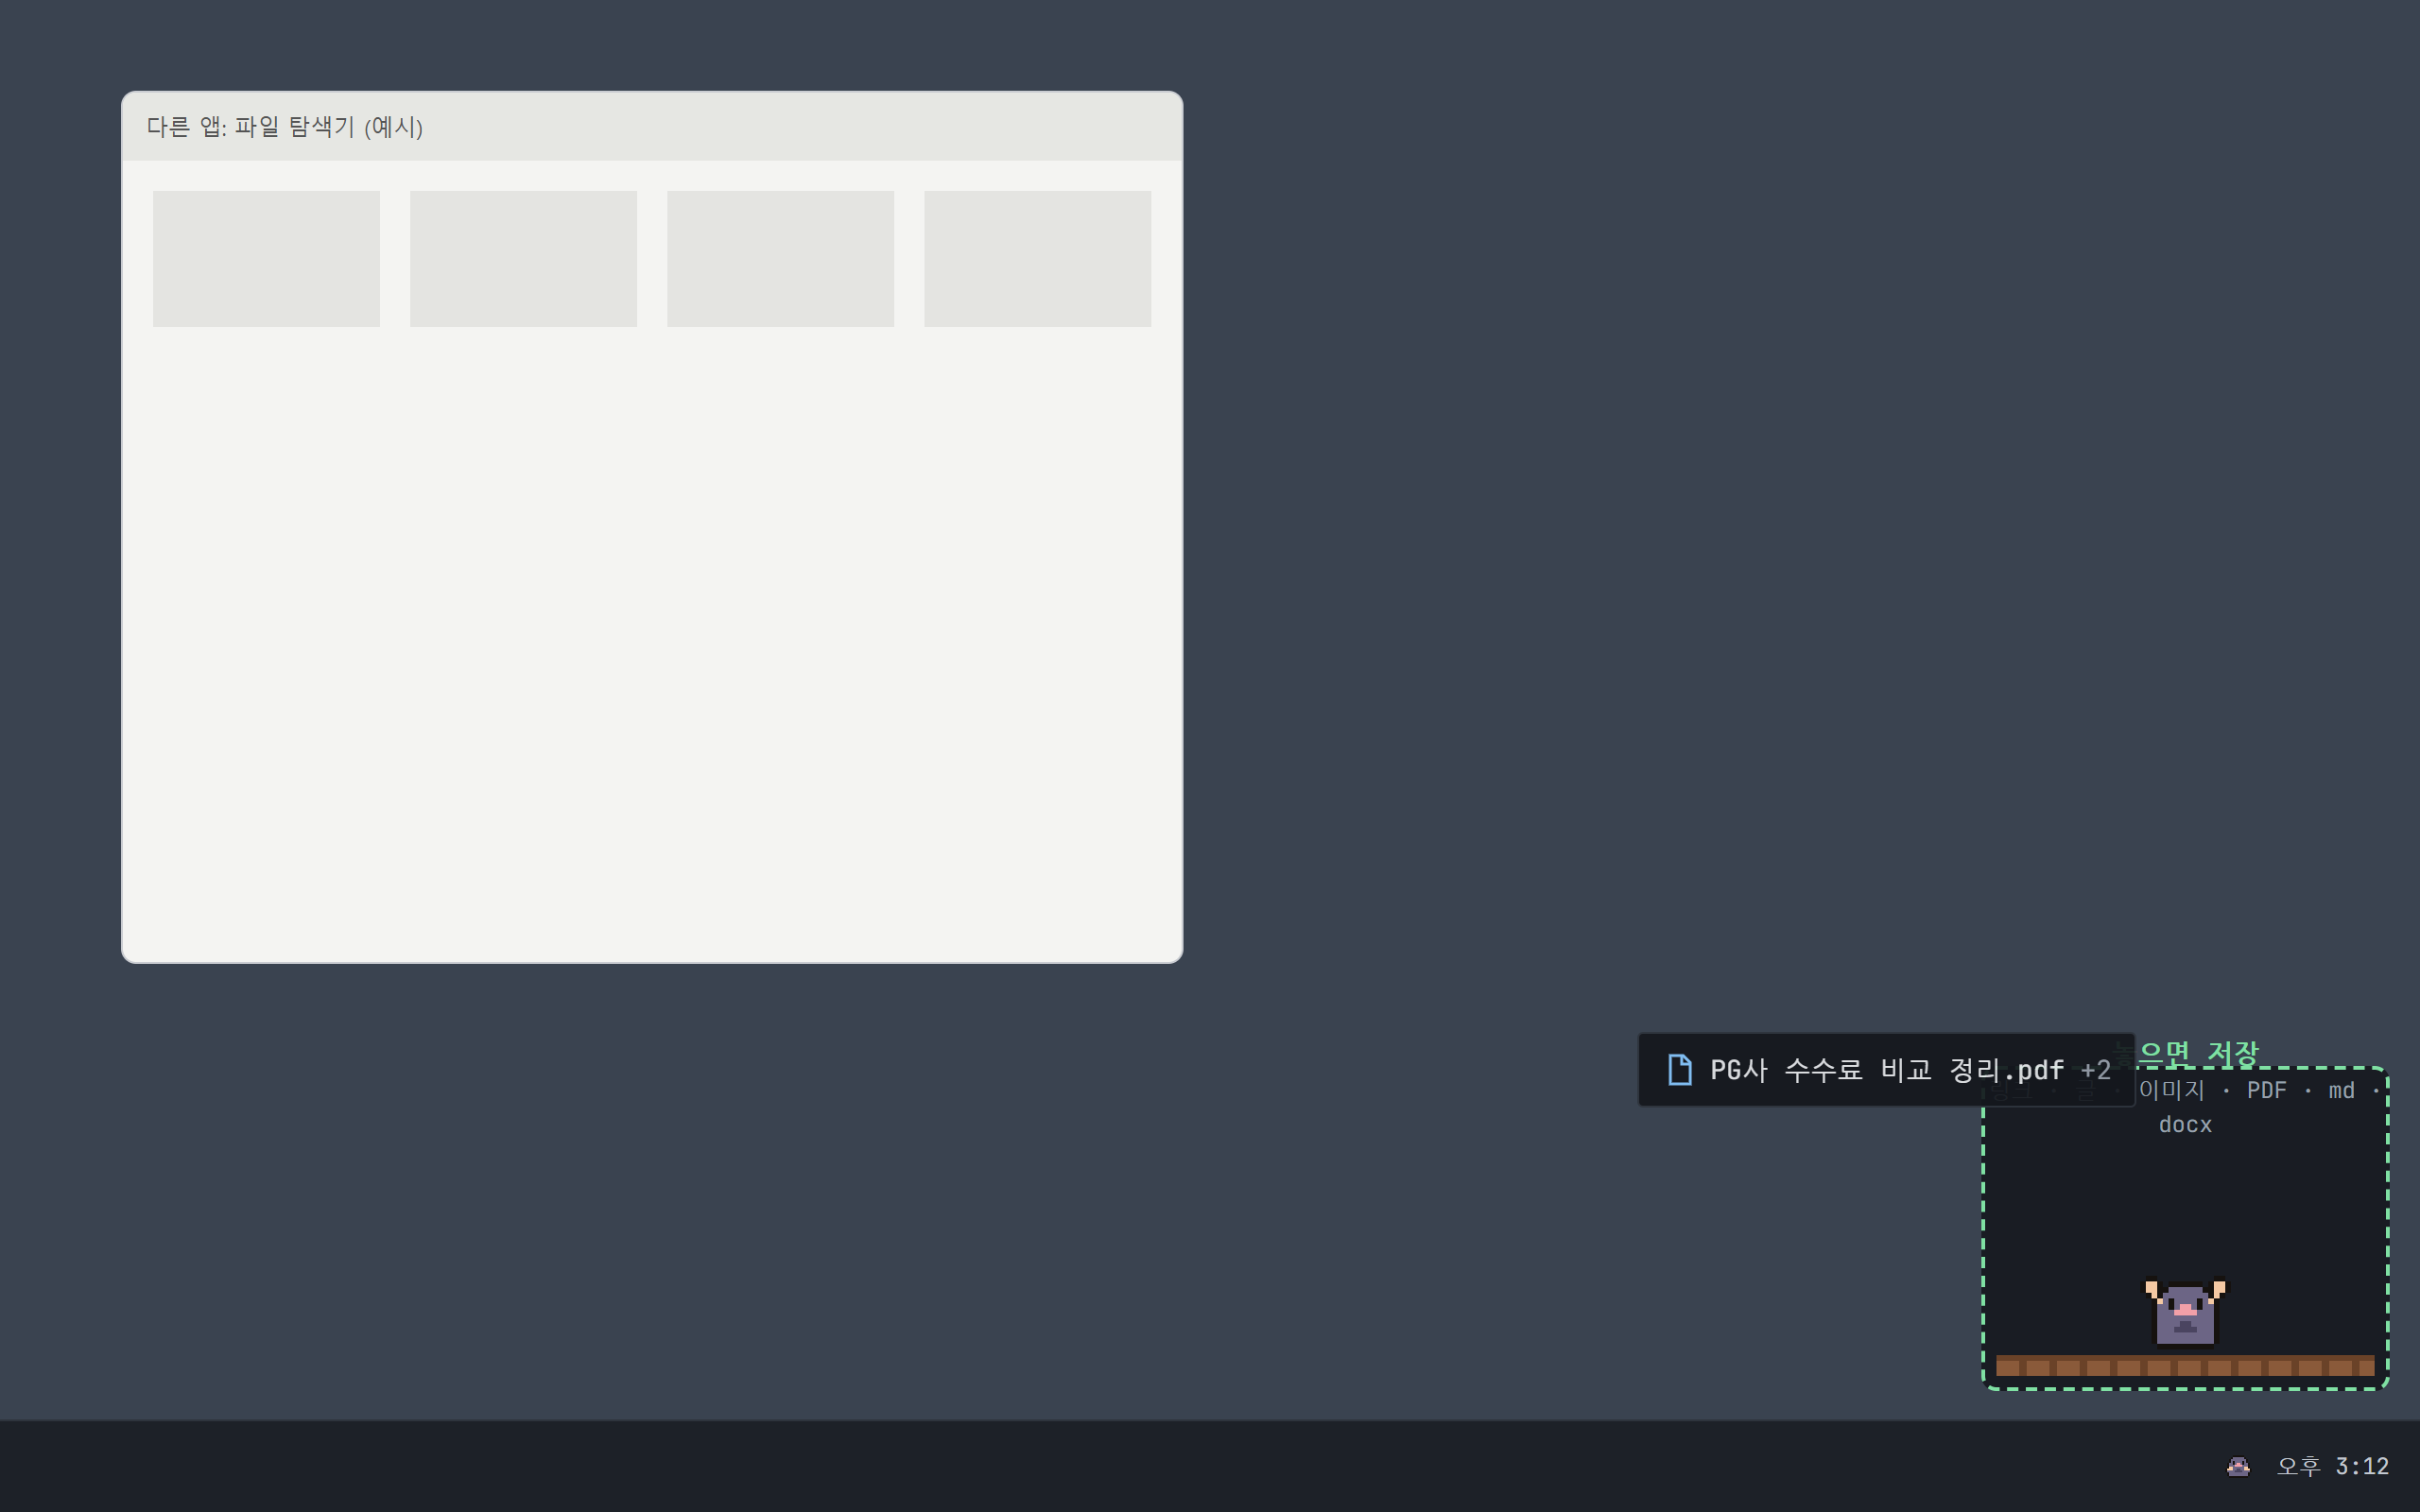 다른 앱: 파일 탐색기 (예시)
으면 저장
PG사 수수료 비교 정리.pdf +2
이미지 · PDF · md ·
docx
오후 3:12